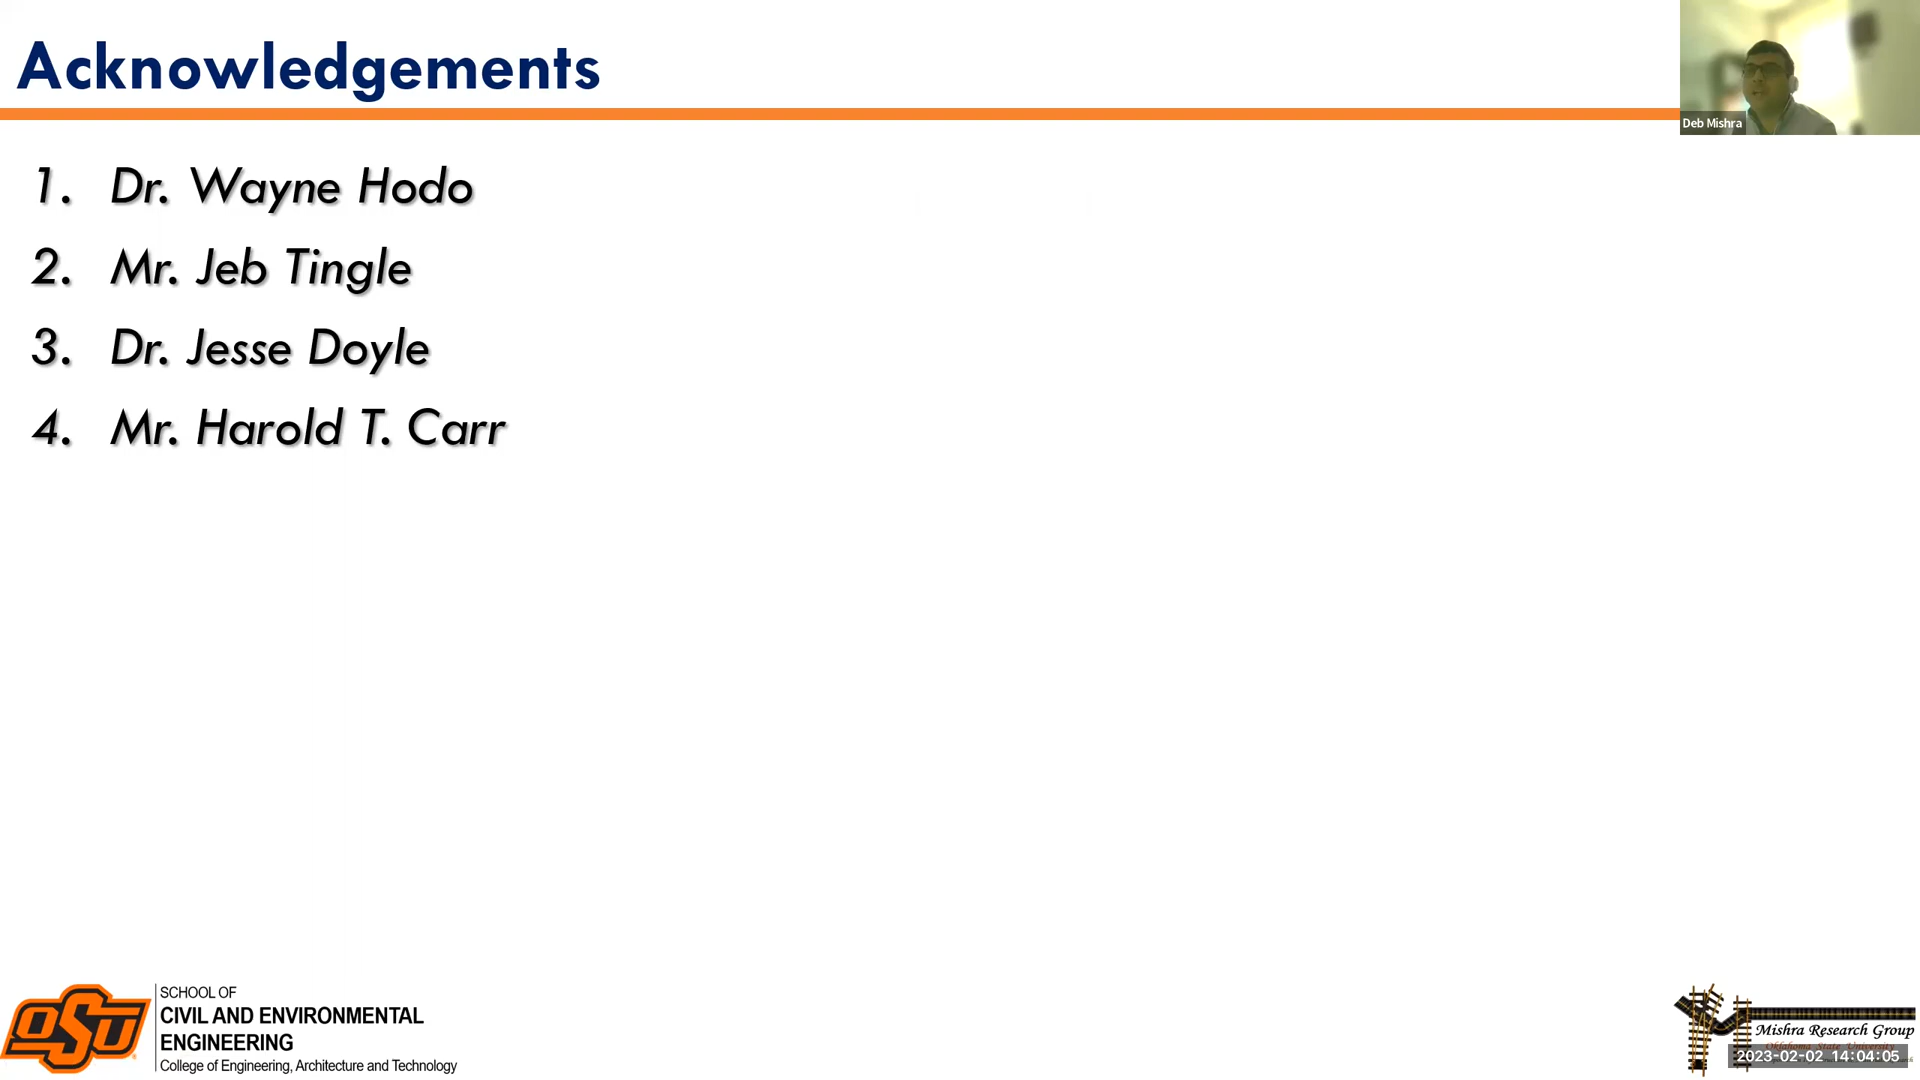 Acknowledgements
Deb Mishra
1. Dr. Wayne Hodo
2. Mr. Jeb Tingle
3. Dr. Jesse Doyle
4. Mr. Harold T. Carr
OSU
SCHOOL OF
CIVIL AND ENVIRONMENTAL
ENGINEERING
College of Engineering, Architecture and Technology
Mishra Research Group
Oklahoma State University
2023-02-02 14:04:05